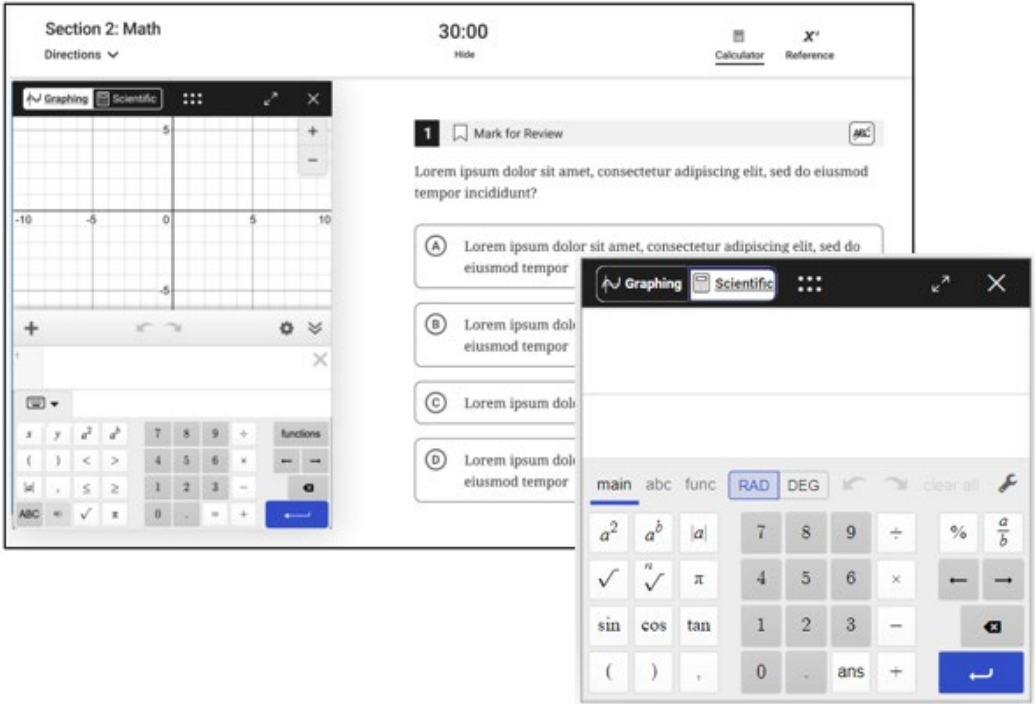 Section 2: Math
Directions
30:00
Hide
Calculator
x²
Reference
Graphing Scientific
5
-10 -5 0 5 10
-5
+
−
+
1
x y a² aᵇ 7 8 9 ÷ functions
( ) < > 4 5 6 × ← →
|a| , ≤ ≥ 1 2 3 −
ABC √ π 0 . = +
1 Mark for Review ABC
Lorem ipsum dolor sit amet, consectetur adipiscing elit, sed do eiusmod
tempor incididunt?
A Lorem ipsum dolor sit amet, consectetur adipiscing elit, sed do
eiusmod tempor
B Lorem ipsum dol
eiusmod tempor
C Lorem ipsum dol
D Lorem ipsum dol
eiusmod tempor
Graphing Scientific
main abc func RAD DEG clear all
a² aᵇ |a| 7 8 9 ÷ % a/b
√ ⁿ√ π 4 5 6 × ← →
sin cos tan 1 2 3 −
( ) , 0 . ans +